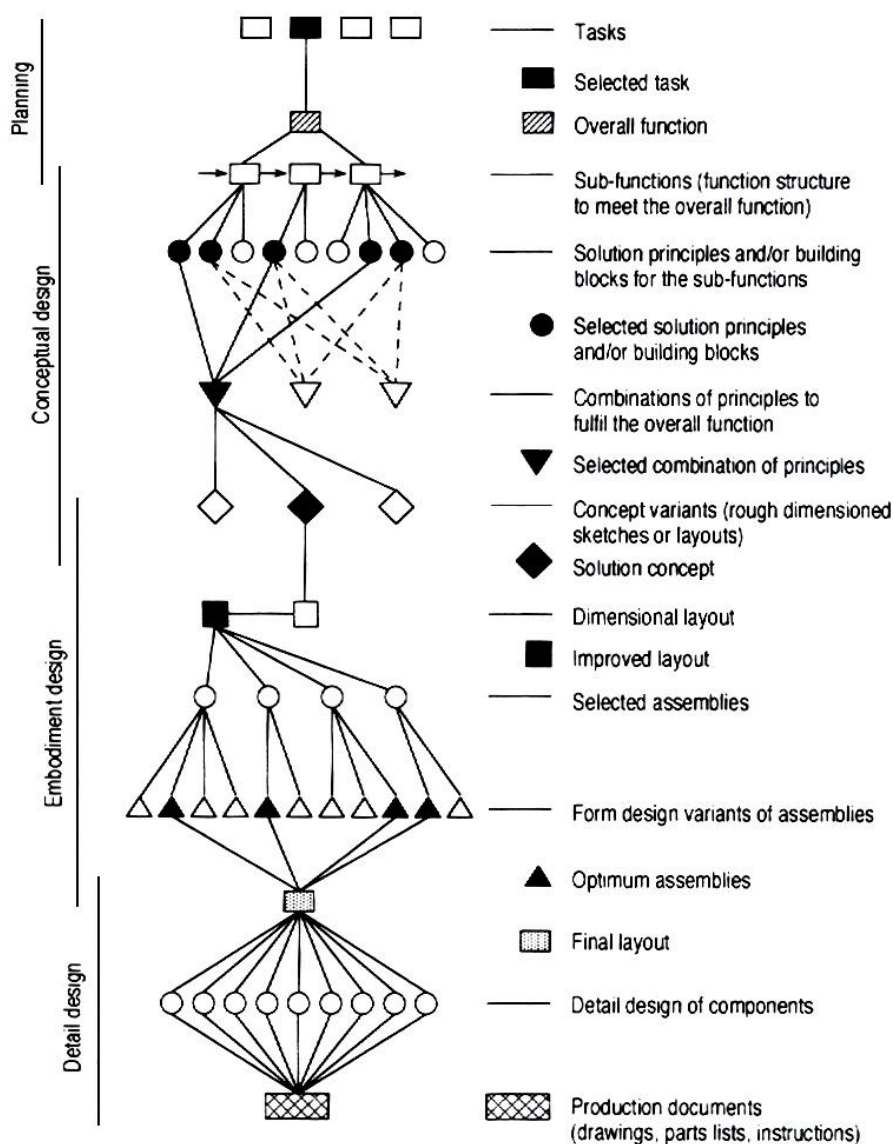 Planning
Conceptual design
Embodiment design
Detail design
Tasks
Selected task
Overall function
Sub-functions (function structure
to meet the overall function)
Solution principles and/or building
blocks for the sub-functions
Selected solution principles
and/or building blocks
Combinations of principles to
fulfil the overall function
Selected combination of principles
Concept variants (rough dimensioned
sketches or layouts)
Solution concept
Dimensional layout
Improved layout
Selected assemblies
Form design variants of assemblies
Optimum assemblies
Final layout
Detail design of components
Production documents
(drawings, parts lists, instructions)